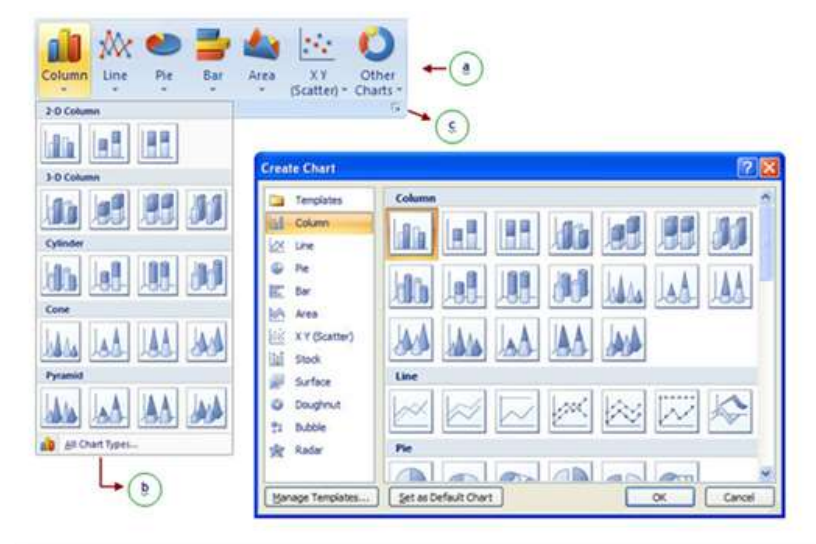 Column Line Pie Bar Area X Y (Scatter) Other Charts
a
c
2-D Column
3-D Column
Cylinder
Cone
Pyramid
All Chart Types...
b
Create Chart
Templates
Column
Line
Pie
Bar
Area
X Y (Scatter)
Stock
Surface
Doughnut
Bubble
Radar
Column
Line
Pie
Manage Templates... Set as Default Chart OK Cancel